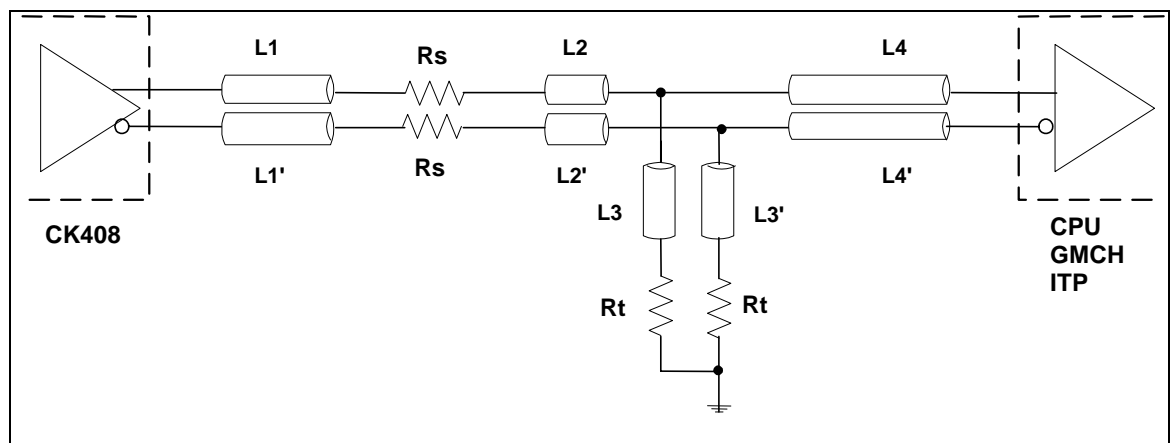 L1
Rs
L2
L4
Rs
L1'
L2'
L4'
L3
L3'
CK408
CPU
GMCH
ITP
Rt
Rt